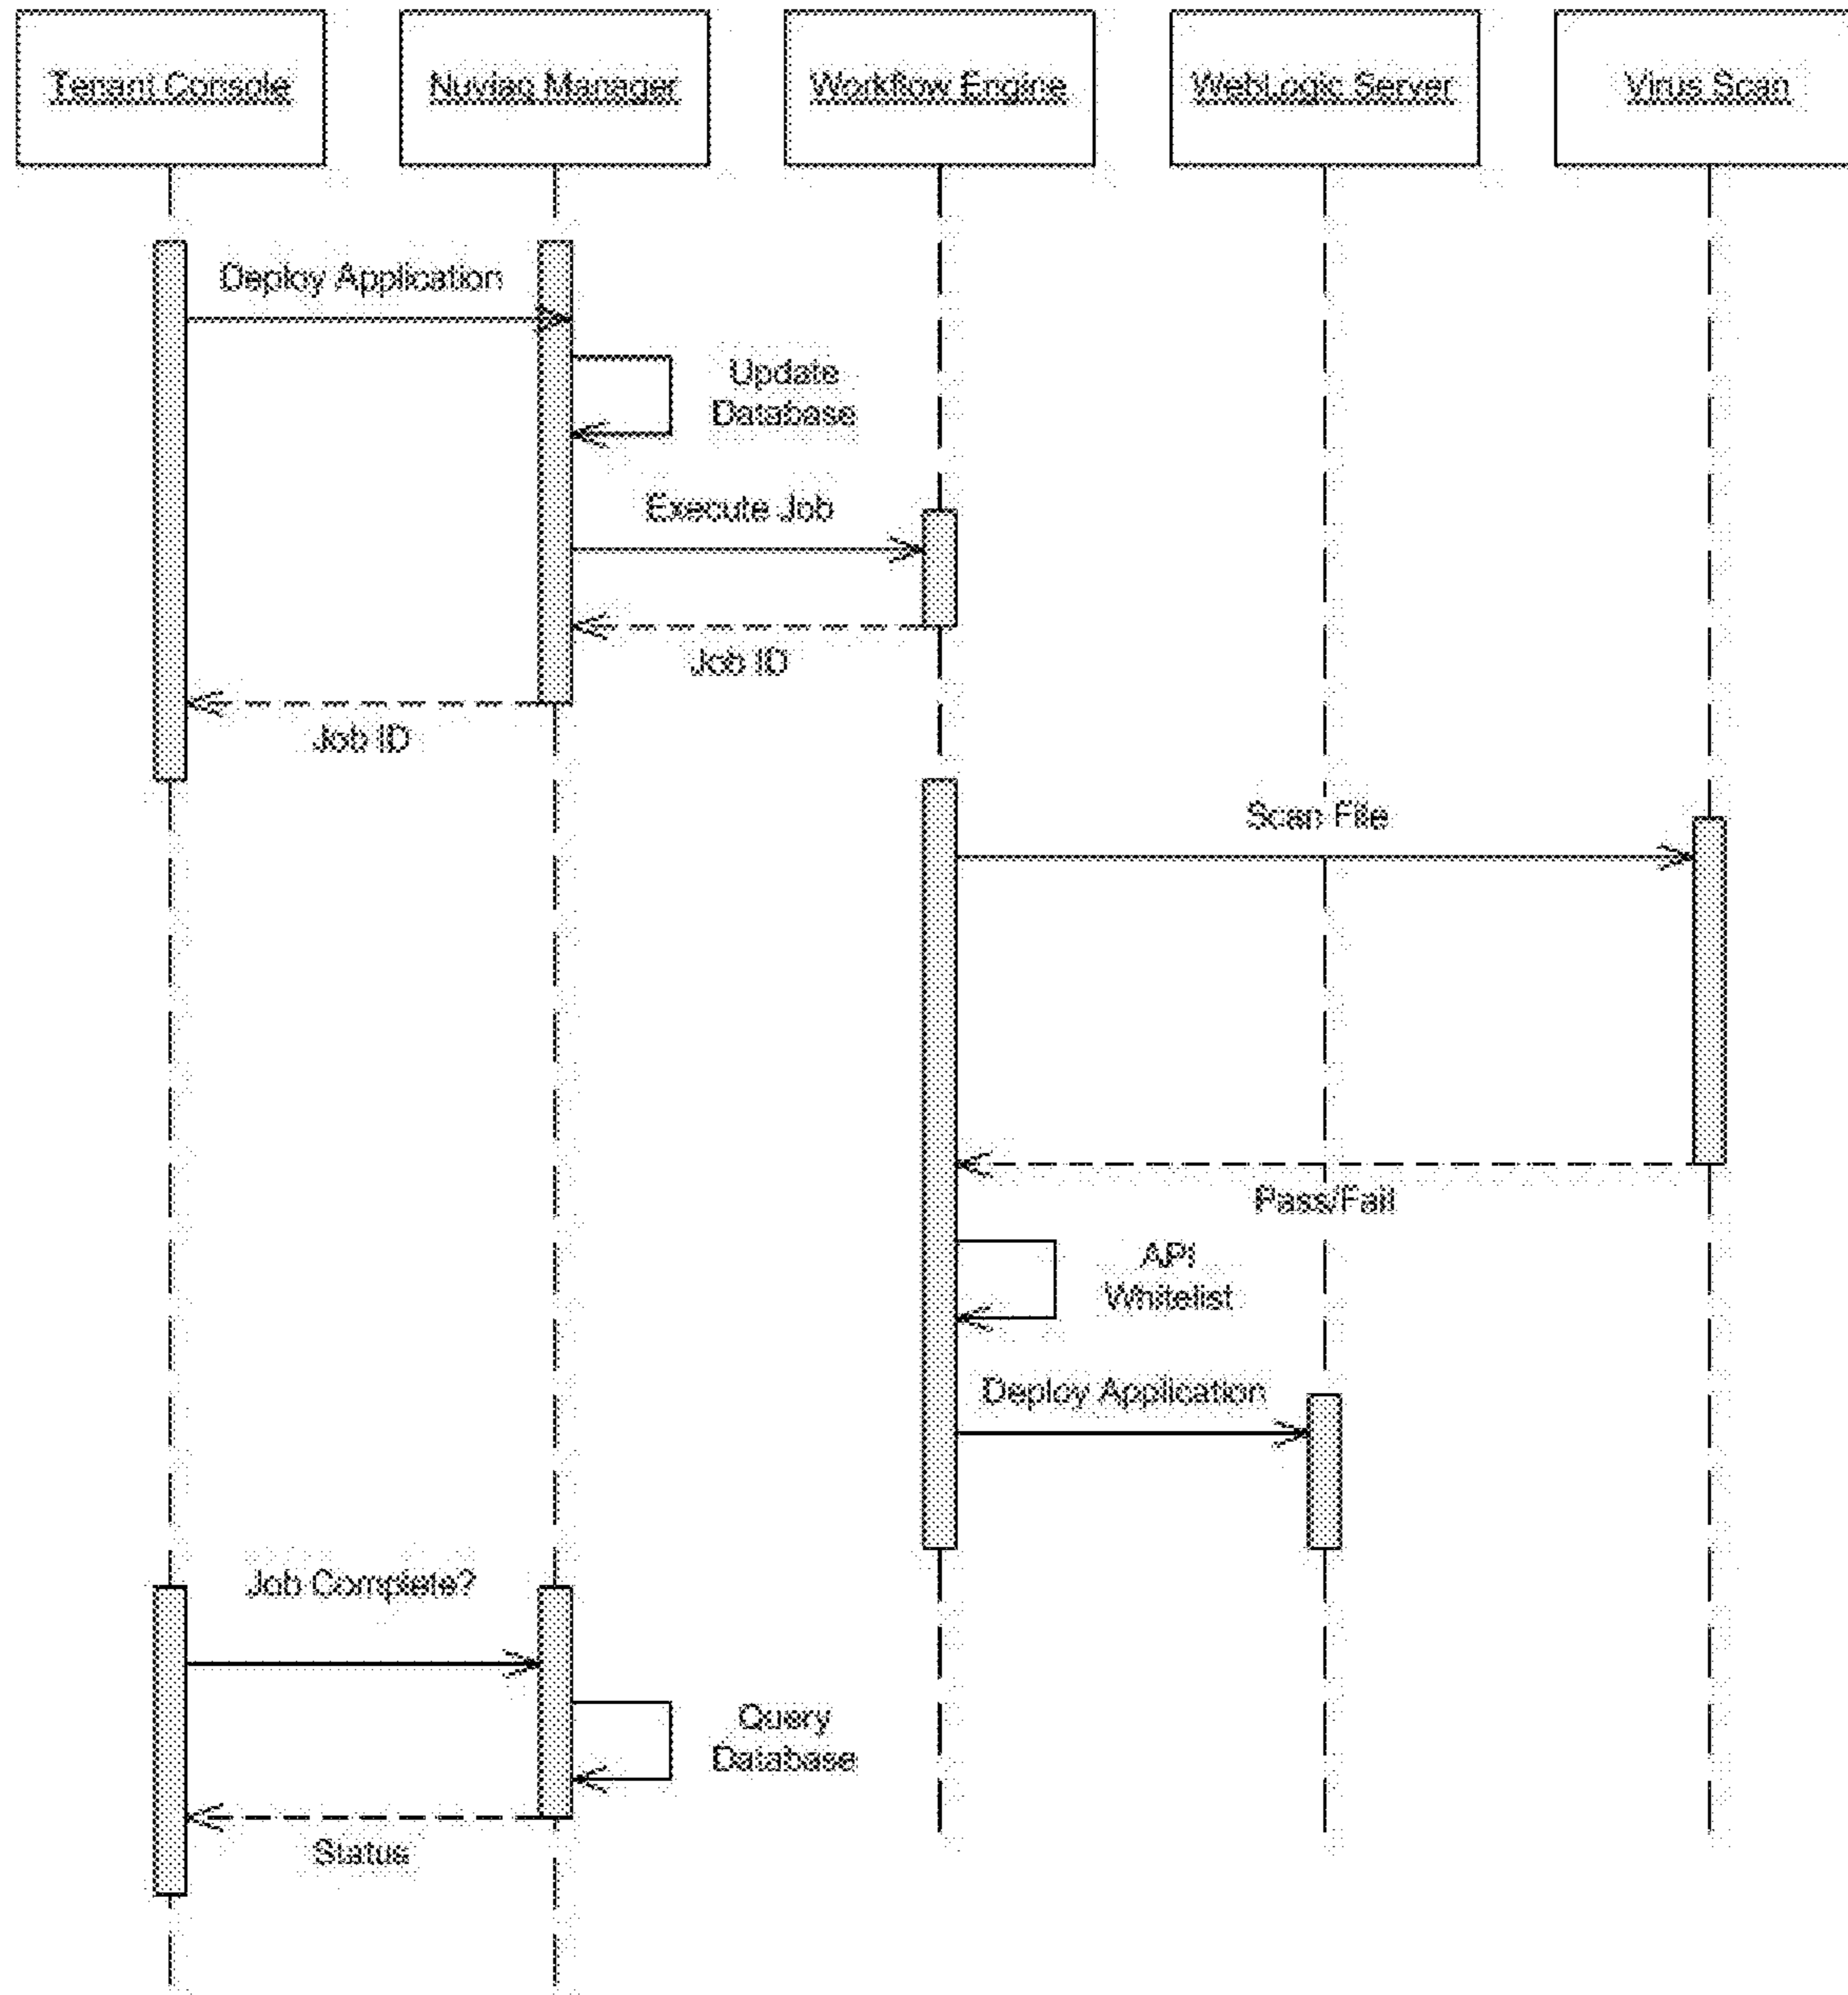 Tenant Console
Nuviaq Manager
Workflow Engine
WebLogic Server
Virus Scan
Deploy Application
Update
Database
Execute Job
Job ID
Job ID
Scan File
Pass/Fail
API
Whitelist
Deploy Application
Job Complete?
Query
Database
Status